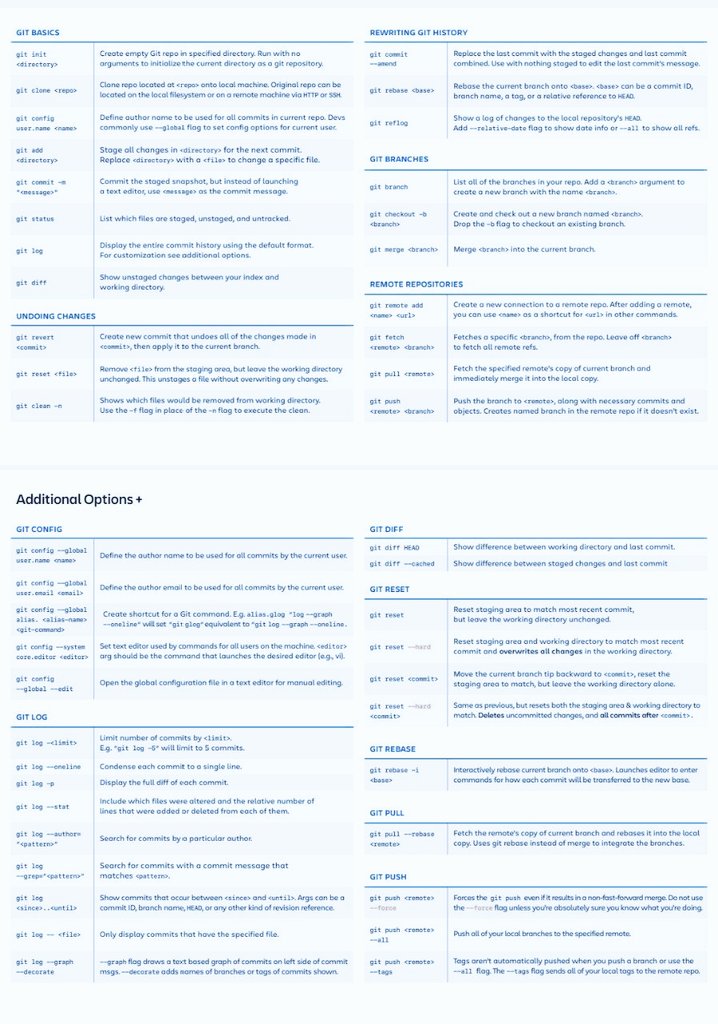 GIT BASICS
git init
<directory>
Create empty Git repo in specified directory. Run with no
arguments to initialize the current directory as a git repository.
git clone <repo>
Clone repo located at <repo> onto local machine. Original repo can be
located on the local filesystem or on a remote machine via HTTP or SSH.
git config
user.name <name>
Define author name to be used for all commits in current repo. Devs
commonly use --global flag to set config options for current user.
git add
<directory>
Stage all changes in <directory> for the next commit.
Replace <directory> with a <file> to change a specific file.
git commit -m
"<message>"
Commit the staged snapshot, but instead of launching
a text editor, use <message> as the commit message.
git status
List which files are staged, unstaged, and untracked.
git log
Display the entire commit history using the default format.
For customization see additional options.
git diff
Show unstaged changes between your index and
working directory.
UNDOING CHANGES
git revert
<commit>
Create new commit that undoes all of the changes made in
<commit>, then apply it to the current branch.
git reset <file>
Remove <file> from the staging area, but leave the working directory
unchanged. This unstages a file without overwriting any changes.
git clean -n
Shows which files would be removed from working directory.
Use the -f flag in place of the -n flag to execute the clean.
REWRITING GIT HISTORY
git commit
--amend
Replace the last commit with the staged changes and last commit
combined. Use with nothing staged to edit the last commit's message.
git rebase <base>
Rebase the current branch onto <base>. <base> can be a commit ID,
branch name, a tag, or a relative reference to HEAD.
git reflog
Show a log of changes to the local repository's HEAD.
Add --relative-date flag to show date info or --all to show all refs.
GIT BRANCHES
git branch
List all of the branches in your repo. Add a <branch> argument to
create a new branch with the name <branch>.
git checkout -b
<branch>
Create and check out a new branch named <branch>.
Drop the -b flag to checkout an existing branch.
git merge <branch>
Merge <branch> into the current branch.
REMOTE REPOSITORIES
git remote add
<name> <url>
Create a new connection to a remote repo. After adding a remote,
you can use <name> as a shortcut for <url> in other commands.
git fetch
<remote> <branch>
Fetches a specific <branch>, from the repo. Leave off <branch>
to fetch all remote refs.
git pull <remote>
Fetch the specified remote's copy of current branch and
immediately merge it into the local copy.
git push
<remote> <branch>
Push the branch to <remote>, along with necessary commits and
objects. Creates named branch in the remote repo if it doesn't exist.
Additional Options +
GIT CONFIG
git config --global
user.name <name>
Define the author name to be used for all commits by the current user.
git config --global
user.email <email>
Define the author email to be used for all commits by the current user.
git config --global
alias. <alias-name>
<git-command>
Create shortcut for a Git command. E.g. alias.glog "log --graph
--oneline" will set "git glog" equivalent to "git log --graph --oneline.
git config --system
core.editor <editor>
Set text editor used by commands for all users on the machine. <editor>
arg should be the command that launches the desired editor (e.g., vi).
git config
--global --edit
Open the global configuration file in a text editor for manual editing.
GIT LOG
git log -<limit>
Limit number of commits by <limit>.
E.g. "git log -5" will limit to 5 commits.
git log --oneline
Condense each commit to a single line.
git log -p
Display the full diff of each commit.
git log --stat
Include which files were altered and the relative number of
lines that were added or deleted from each of them.
git log --author=
"<pattern>"
Search for commits by a particular author.
git log
--grep="<pattern>"
Search for commits with a commit message that
matches <pattern>.
git log
<since>..<until>
Show commits that occur between <since> and <until>. Args can be a
commit ID, branch name, HEAD, or any other kind of revision reference.
git log -- <file>
Only display commits that have the specified file.
git log --graph
--decorate
--graph flag draws a text based graph of commits on left side of commit
msgs. --decorate adds names of branches or tags of commits shown.
GIT DIFF
git diff HEAD
Show difference between working directory and last commit.
git diff --cached
Show difference between staged changes and last commit
GIT RESET
git reset
Reset staging area to match most recent commit,
but leave the working directory unchanged.
git reset --hard
Reset staging area and working directory to match most recent
commit and overwrites all changes in the working directory.
git reset <commit>
Move the current branch tip backward to <commit>, reset the
staging area to match, but leave the working directory alone.
git reset --hard
<commit>
Same as previous, but resets both the staging area & working directory to
match. Deletes uncommitted changes, and all commits after <commit>.
GIT REBASE
git rebase -i
<base>
Interactively rebase current branch onto <base>. Launches editor to enter
commands for how each commit will be transferred to the new base.
GIT PULL
git pull --rebase
<remote>
Fetch the remote's copy of current branch and rebases it into the local
copy. Uses git rebase instead of merge to integrate the branches.
GIT PUSH
git push <remote>
--force
Forces the git push even if it results in a non-fast-forward merge. Do not use
the --force flag unless you're absolutely sure you know what you're doing.
git push <remote>
--all
Push all of your local branches to the specified remote.
git push <remote>
--tags
Tags aren't automatically pushed when you push a branch or use the
--all flag. The --tags flag sends all of your local tags to the remote repo.